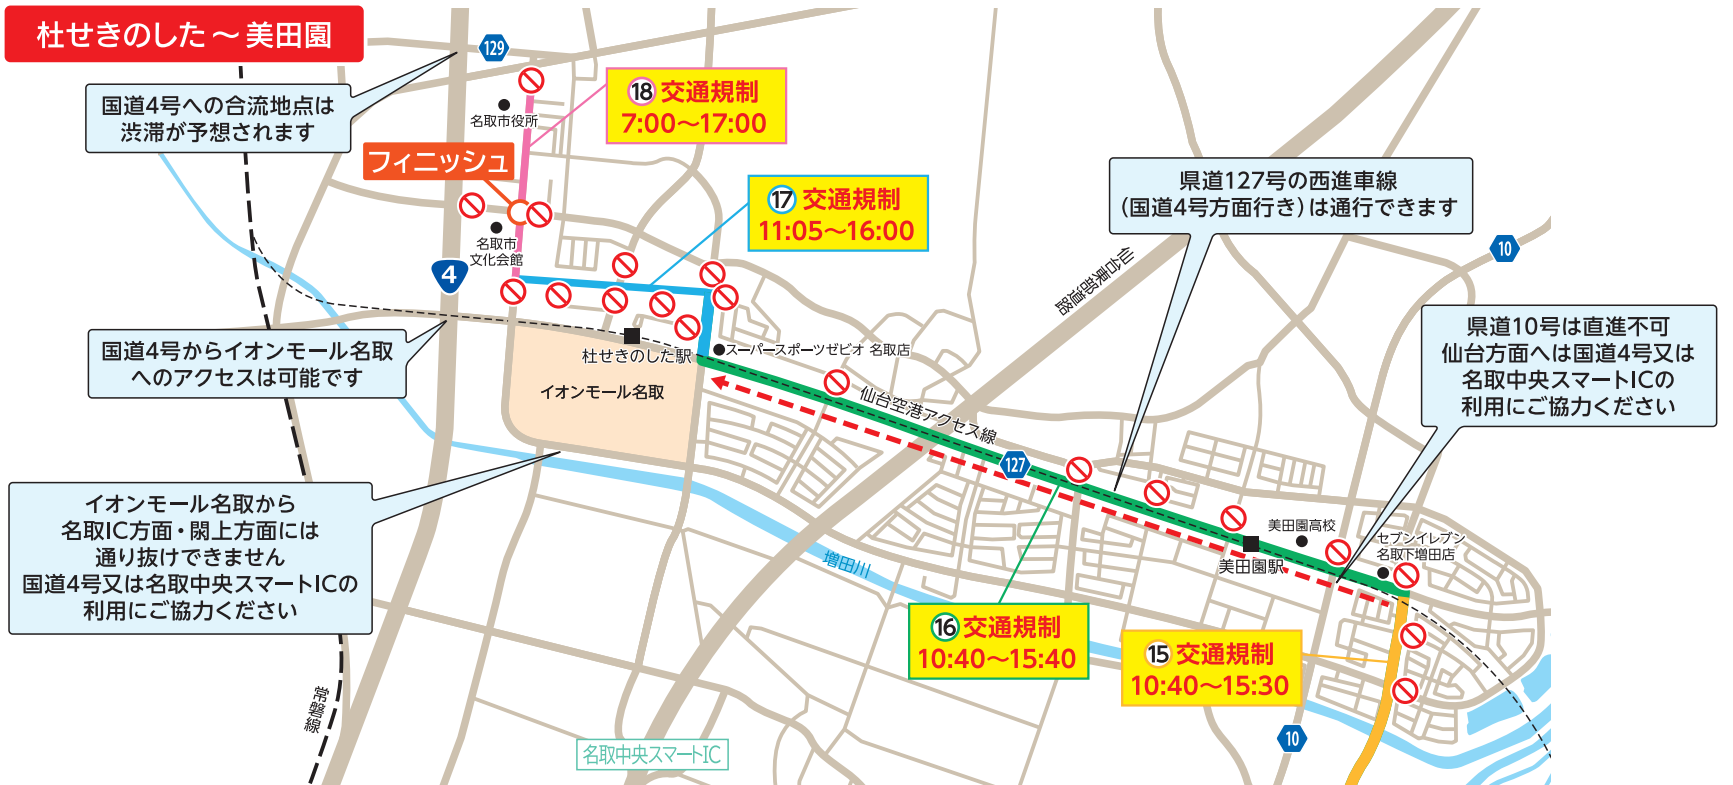 杜せきのした～美田園
129
国道4号への合流地点は
渋滞が予想されます
名取市役所
⑱ 交通規制
7:00～17:00
フィニッシュ
⑰ 交通規制
11:05～16:00
名取市
文化会館
4
県道127号の西進車線
(国道4号方面行き)は通行できます
10
仙台東部道路
国道4号からイオンモール名取
へのアクセスは可能です
杜せきのした駅
スーパースポーツゼビオ 名取店
イオンモール名取
仙台空港アクセス線
127
県道10号は直進不可
仙台方面へは国道4号又は
名取中央スマートICの
利用にご協力ください
イオンモール名取から
名取IC方面・閖上方面には
通り抜けできません
国道4号又は名取中央スマートICの
利用にご協力ください
増田川
美田園高校
セブンイレブン
名取下増田店
美田園駅
⑯ 交通規制
10:40～15:40
⑮ 交通規制
10:40～15:30
常磐線
名取中央スマートIC
10